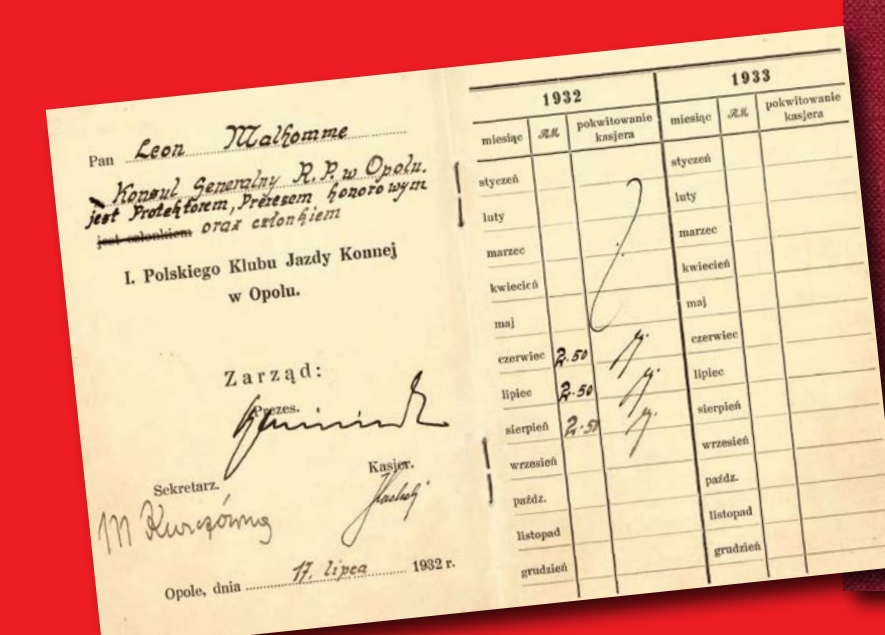 Pan Leon Malhomme
Konsul Generalny R.P. w Opolu.
jest Protektorem, Prezesem honorowym
jest członkiem oraz członkiem
I. Polskiego Klubu Jazdy Konnej
w Opolu.
Zarząd:
Prezes.
Sekretarz.
Kasjer.
M Kurzówna
Opole, dnia 17. lipca 1932 r.
1932
miesiąc RM. pokwitowanie
kasjera
styczeń
luty
marzec
kwiecień
maj
czerwiec 2.50
lipiec 2.50
sierpień 2.50
wrzesień
paźdz.
listopad
grudzień
1933
miesiąc RM. pokwitowanie
kasjera
styczeń
luty
marzec
kwiecień
maj
czerwiec
lipiec
sierpień
wrzesień
paźdz.
listopad
grudzień